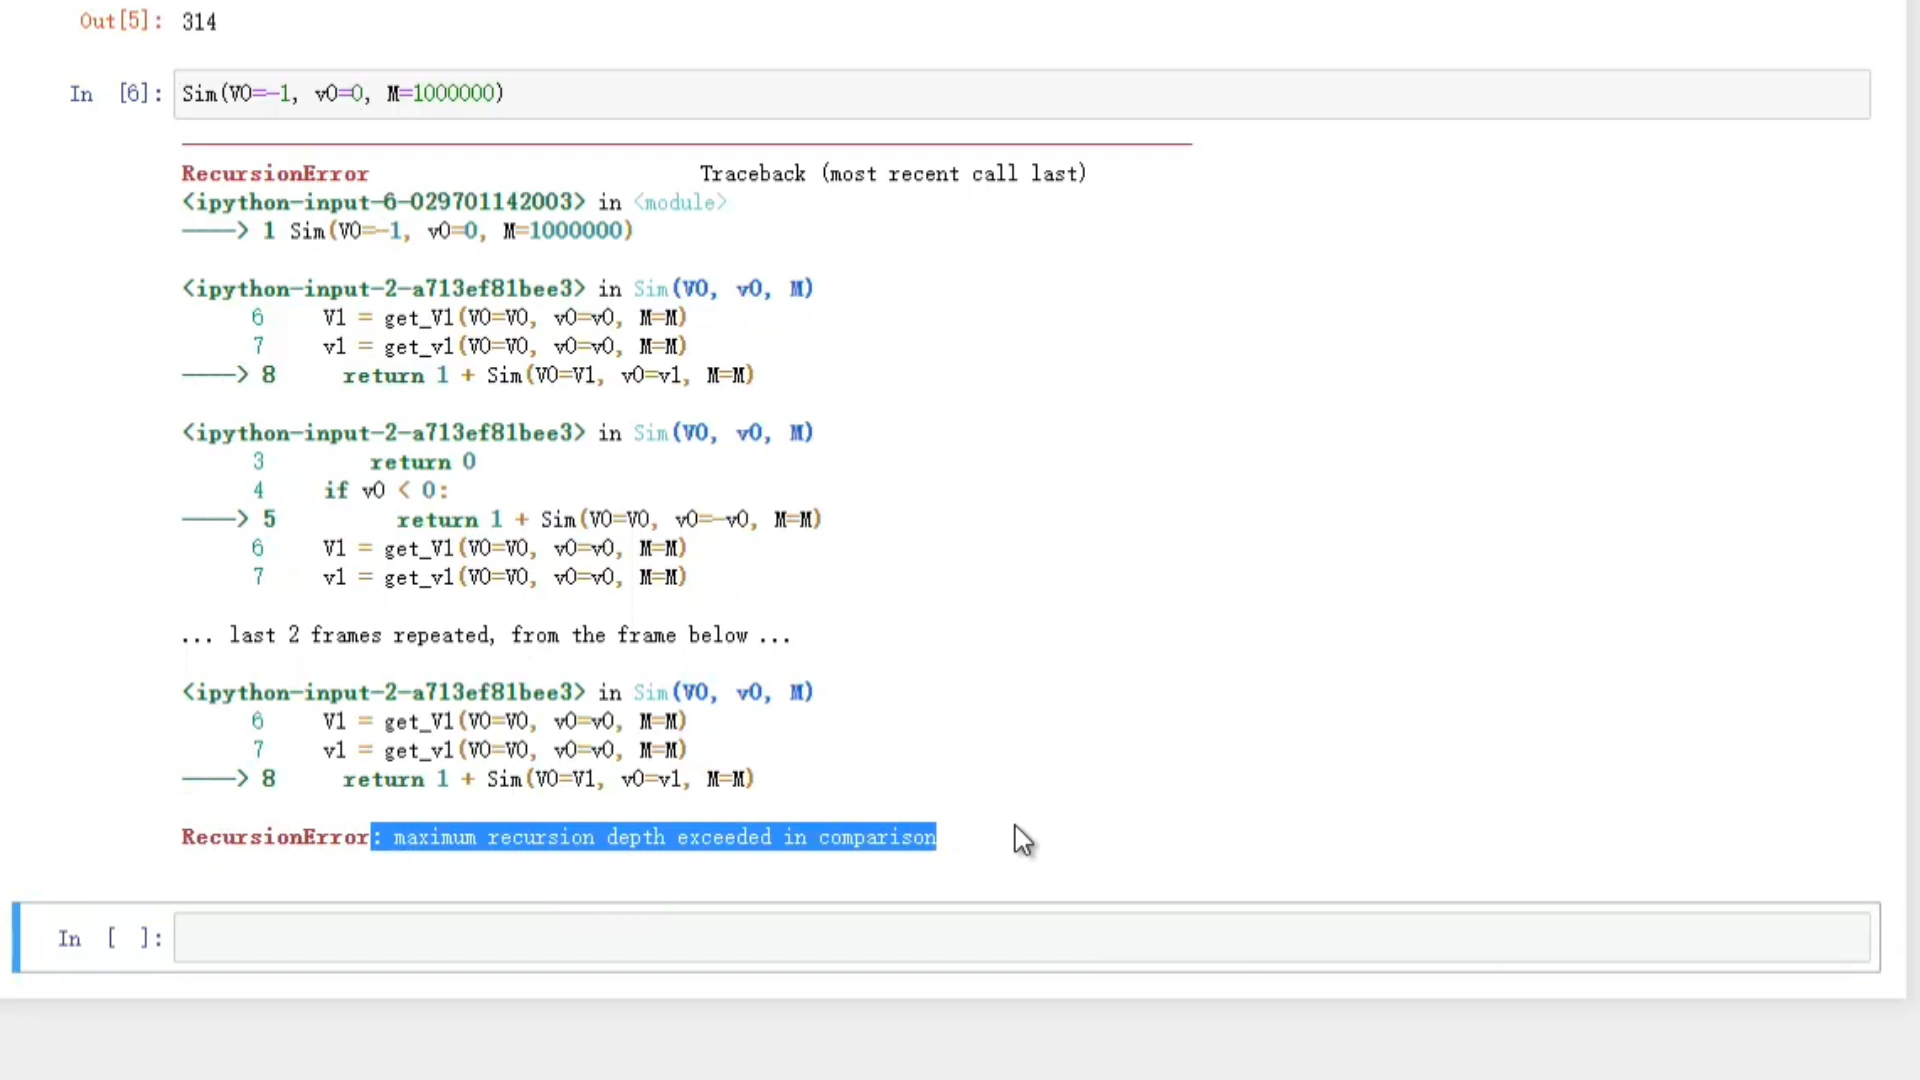 Out[5]: 314
In [6]: Sim(V0=-1, v0=0, M=1000000)
RecursionError Traceback (most recent call last)
<ipython-input-6-029701142003> in <module>
----> 1 Sim(V0=-1, v0=0, M=1000000)
<ipython-input-2-a713ef81bee3> in Sim(V0, v0, M)
6 V1 = get_V1(V0=V0, v0=v0, M=M)
7 v1 = get_v1(V0=V0, v0=v0, M=M)
----> 8 return 1 + Sim(V0=V1, v0=v1, M=M)
<ipython-input-2-a713ef81bee3> in Sim(V0, v0, M)
3 return 0
4 if v0 < 0:
----> 5 return 1 + Sim(V0=V0, v0=-v0, M=M)
6 V1 = get_V1(V0=V0, v0=v0, M=M)
7 v1 = get_v1(V0=V0, v0=v0, M=M)
... last 2 frames repeated, from the frame below ...
<ipython-input-2-a713ef81bee3> in Sim(V0, v0, M)
6 V1 = get_V1(V0=V0, v0=v0, M=M)
7 v1 = get_v1(V0=V0, v0=v0, M=M)
----> 8 return 1 + Sim(V0=V1, v0=v1, M=M)
RecursionError: maximum recursion depth exceeded in comparison
In [ ]: